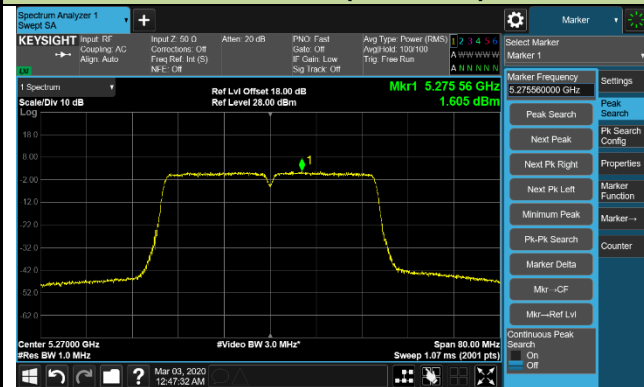 Spectrum Analyzer 1
Swept SA
+
Marker
KEYSIGHT
Input: RF
Coupling: AC
Align: Auto
Input Z: 50 Ω
Corrections: Off
Freq Ref: Int (S)
NFE: Off
Atten: 20 dB
PNO: Fast
Gate: Off
IF Gain: Low
Sig Track: Off
Avg Type: Power (RMS)
Avg|Hold: 100/100
Trig: Free Run
1 2 3 4 5 6
A W W W W W
A N N N N N
LXI
Select Marker
Marker 1
1 Spectrum
Scale/Div 10 dB
Ref Lvl Offset 18.00 dB
Ref Level 28.00 dBm
Mkr1 5.275 56 GHz
1.605 dBm
Log
18.0
8.00
-2.00
-12.0
-22.0
-32.0
-42.0
-52.0
-62.0
1
Center 5.27000 GHz
#Res BW 1.0 MHz
#Video BW 3.0 MHz*
Span 80.00 MHz
Sweep 1.07 ms (2001 pts)
Marker Frequency
5.275560000 GHz
Peak Search
Next Peak
Next Pk Right
Next Pk Left
Minimum Peak
Pk-Pk Search
Marker Delta
Mkr→CF
Mkr→Ref Lvl
Continuous Peak
Search
On
Off
Settings
Peak
Search
Pk Search
Config
Properties
Marker
Function
Marker→
Counter
?
Mar 03, 2020
12:47:32 AM